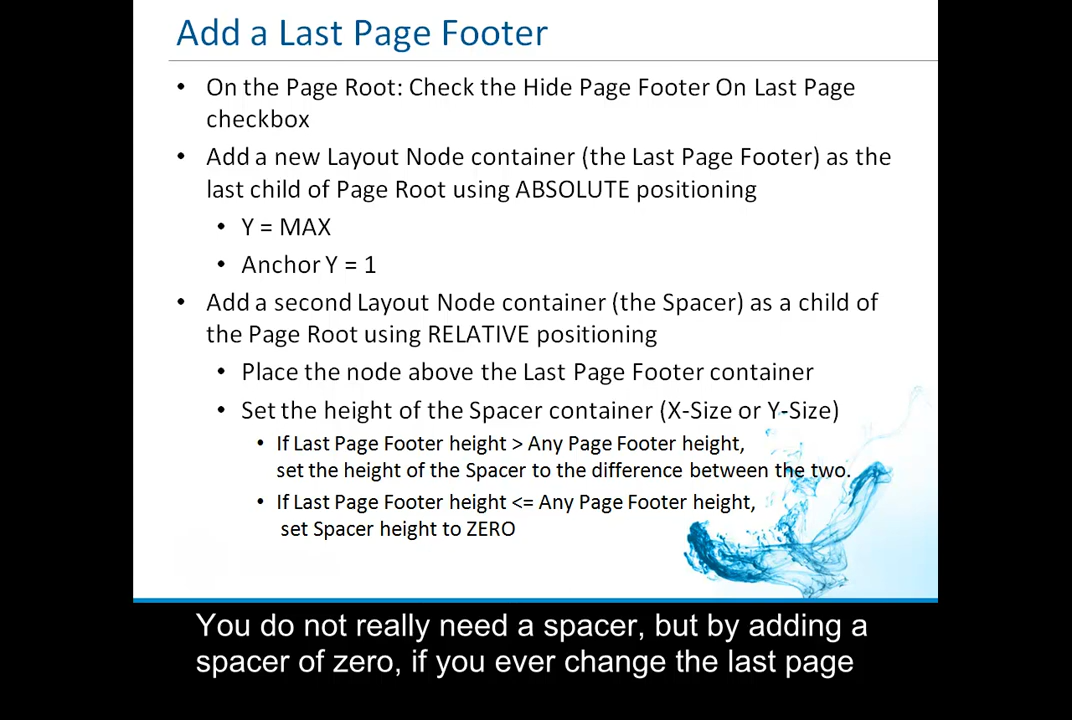 Add a Last Page Footer
• On the Page Root: Check the Hide Page Footer On Last Page
checkbox
• Add a new Layout Node container (the Last Page Footer) as the
last child of Page Root using ABSOLUTE positioning
• Y = MAX
• Anchor Y = 1
• Add a second Layout Node container (the Spacer) as a child of
the Page Root using RELATIVE positioning
• Place the node above the Last Page Footer container
• Set the height of the Spacer container (X-Size or Y-Size)
• If Last Page Footer height > Any Page Footer height,
set the height of the Spacer to the difference between the two.
• If Last Page Footer height <= Any Page Footer height,
set Spacer height to ZERO
You do not really need a spacer, but by adding a
spacer of zero, if you ever change the last page